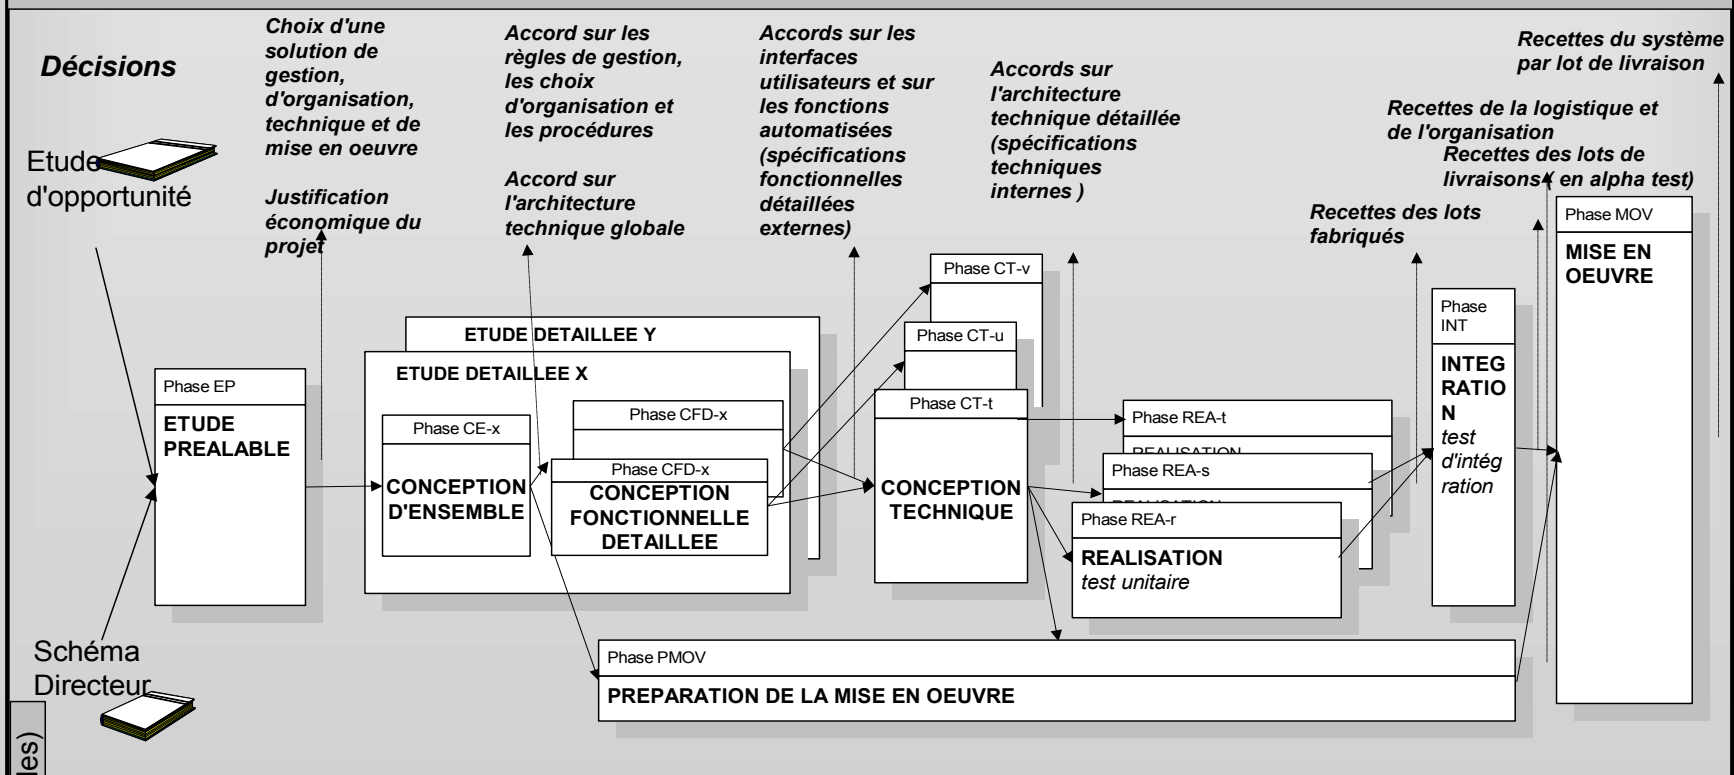 Décisions
Choix d'une
solution de
gestion,
d'organisation,
technique et de
mise en oeuvre
Justification
économique du
projet
Accord sur les
règles de gestion,
les choix
d'organisation et
les procédures
Accord sur
l'architecture
technique globale
Accords sur les
interfaces
utilisateurs et sur
les fonctions
automatisées
(spécifications
fonctionnelles
détaillées
externes)
Accords sur
l'architecture
technique détaillée
(spécifications
techniques
internes )
Recettes des lots
fabriqués
Recettes de la logistique et
de l'organisation
Recettes des lots de
livraisons ( en alpha test)
Recettes du système
par lot de livraison
Etude
d'opportunité
Schéma
Directeur
Phase EP
ETUDE
PREALABLE
ETUDE DETAILLEE Y
ETUDE DETAILLEE X
Phase CE-x
CONCEPTION
D'ENSEMBLE
Phase CFD-x
Phase CFD-x
CONCEPTION
FONCTIONNELLE
DETAILLEE
Phase CT-v
Phase CT-u
Phase CT-t
CONCEPTION
TECHNIQUE
Phase REA-t
REALISATION
Phase REA-s
REALISATION
Phase REA-r
REALISATION
test unitaire
Phase
INT
INTEG
RATIO
N
test
d'intég
ration
Phase MOV
MISE EN
OEUVRE
Phase PMOV
PREPARATION DE LA MISE EN OEUVRE
les)